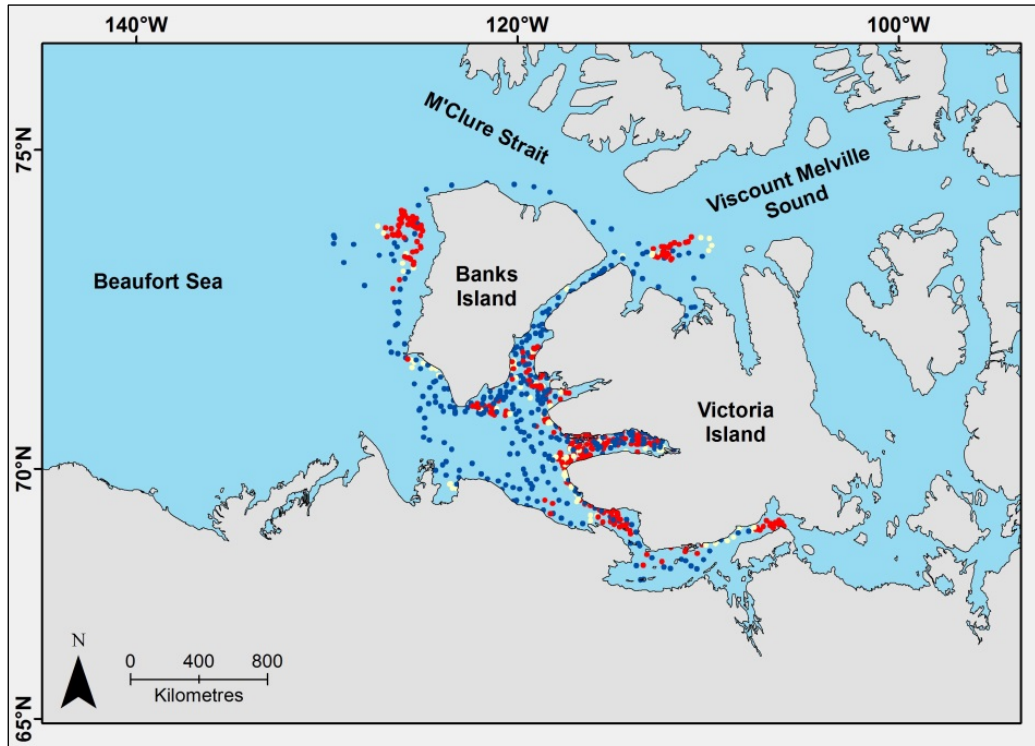 140°W
120°W
100°W
75°N
70°N
65°N
M'Clure Strait
Viscount Melville
Sound
Beaufort Sea
Banks
Island
Victoria
Island
N
0 400 800
Kilometres